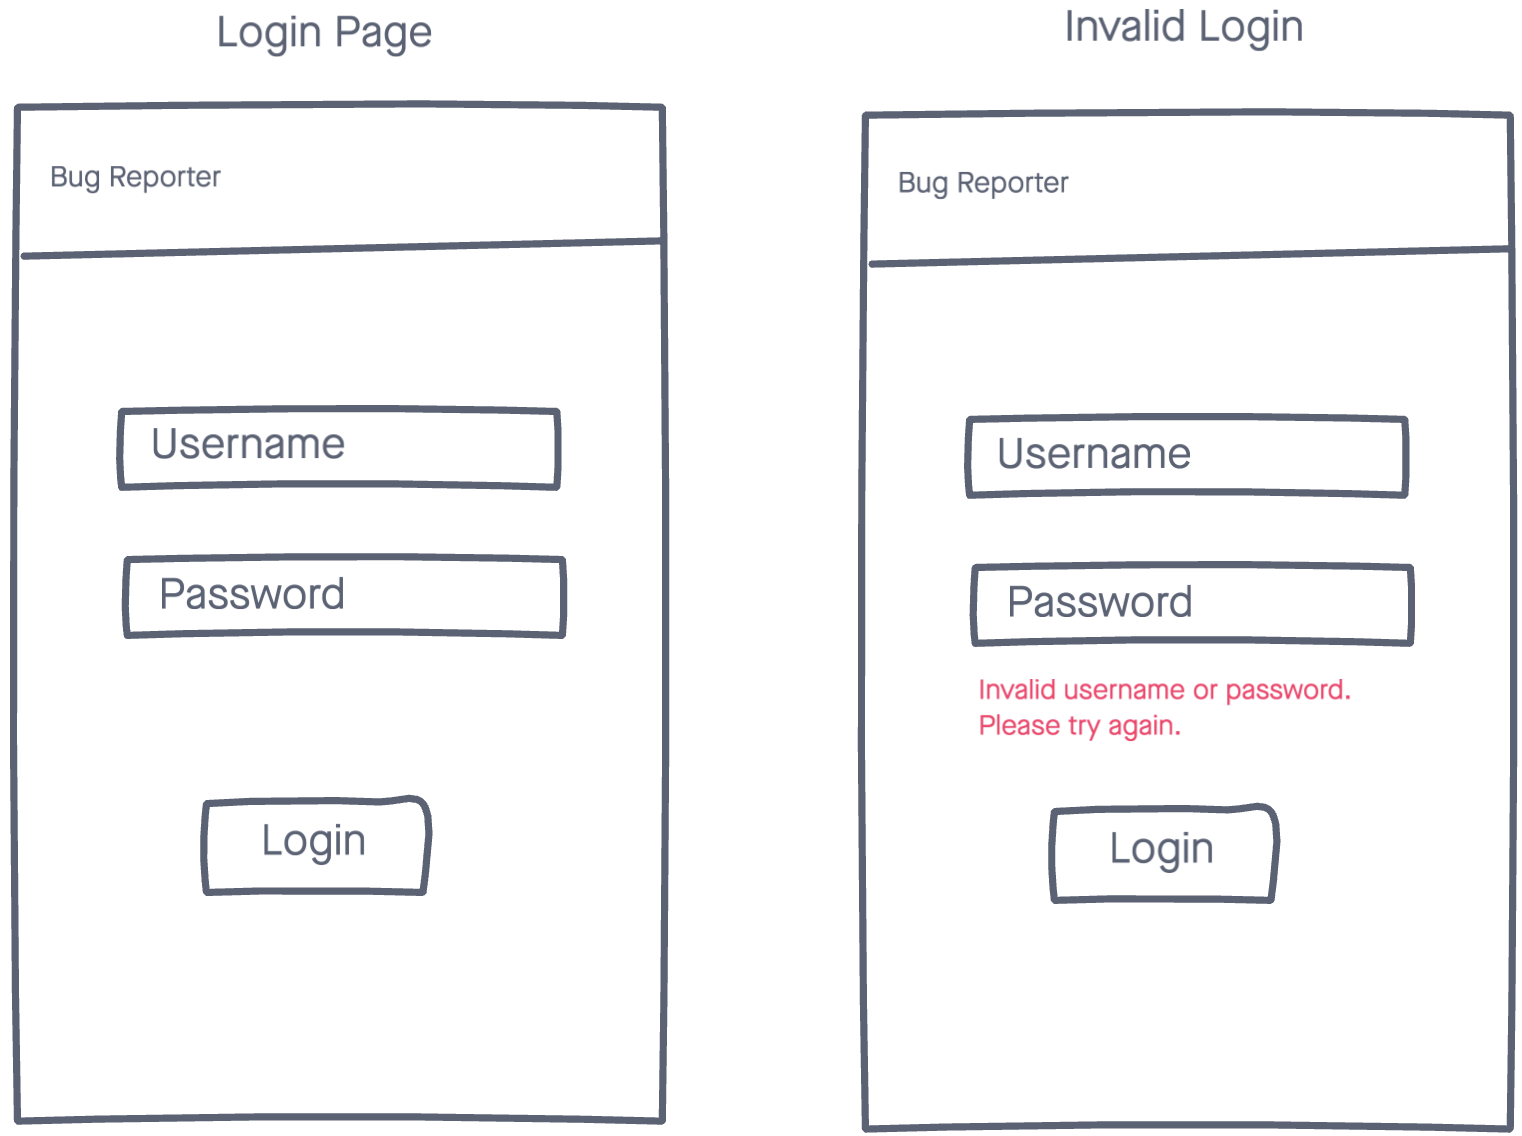 Login Page
Bug Reporter
Username
Password
Login
Invalid Login
Bug Reporter
Username
Password
Invalid username or password.
Please try again.
Login